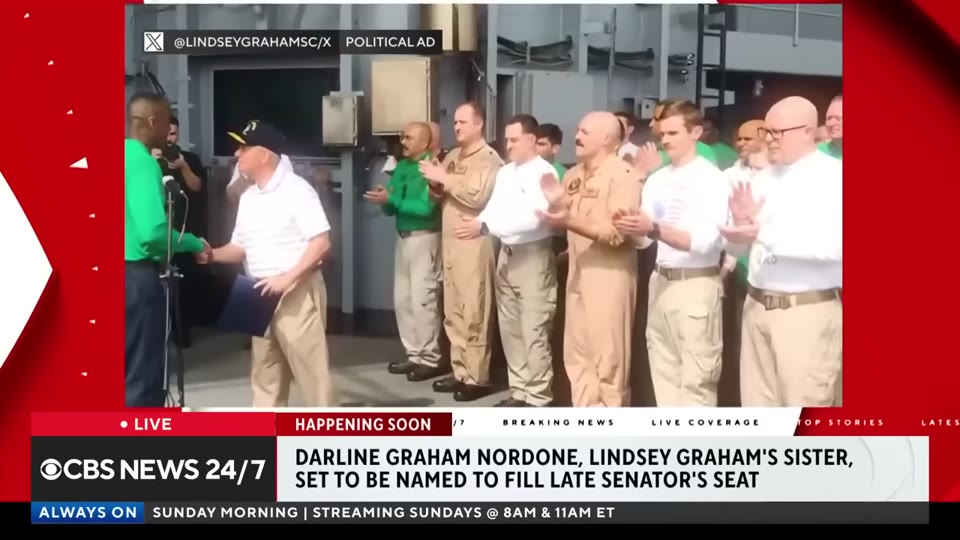 X @LINDSEYGRAHAMSC/X POLITICAL AD
LIVE
HAPPENING SOON
/7 BREAKING NEWS LIVE COVERAGE TOP STORIES LATES
CBS NEWS 24/7
DARLINE GRAHAM NORDONE, LINDSEY GRAHAM'S SISTER,
SET TO BE NAMED TO FILL LATE SENATOR'S SEAT
ALWAYS ON SUNDAY MORNING | STREAMING SUNDAYS @ 8AM & 11AM ET